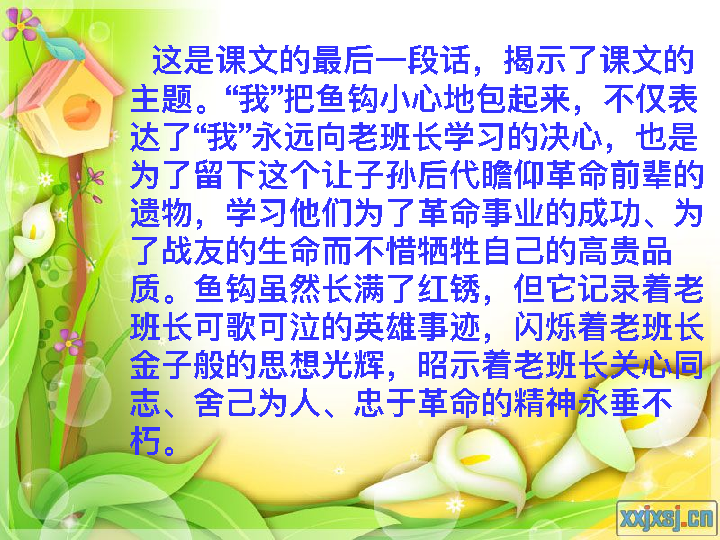 这是课文的最后一段话，揭示了课文的
主题。“我”把鱼钩小心地包起来，不仅表
达了“我”永远向老班长学习的决心，也是
为了留下这个让子孙后代瞻仰革命前辈的
遗物，学习他们为了革命事业的成功、为
了战友的生命而不惜牺牲自己的高贵品
质。鱼钩虽然长满了红锈，但它记录着老
班长可歌可泣的英雄事迹，闪烁着老班长
金子般的思想光辉，昭示着老班长关心同
志、舍己为人、忠于革命的精神永垂不
朽。
xxjxsj.cn